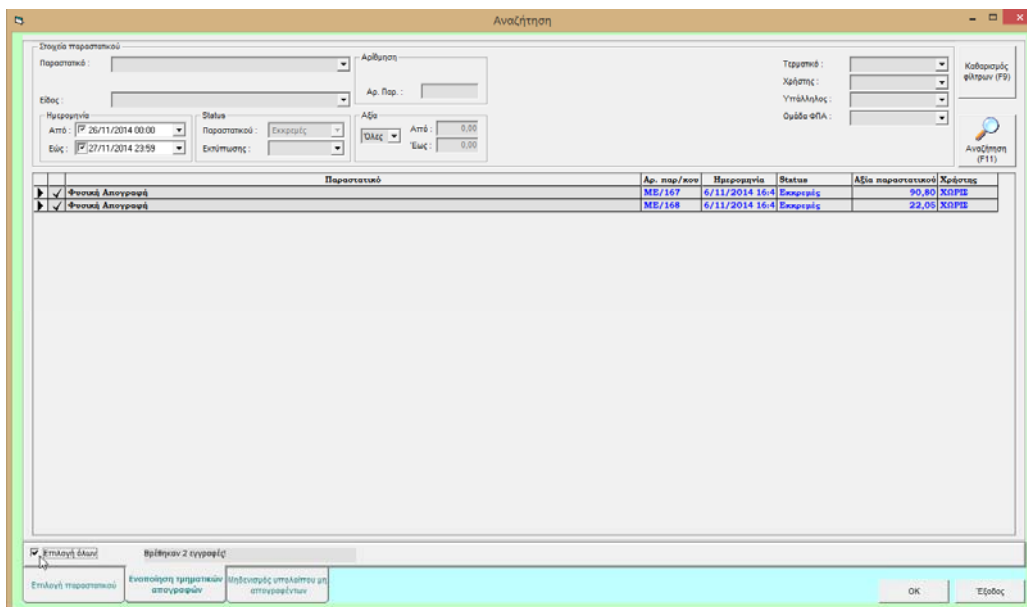 Αναζήτηση
Στοιχεία παραστατικού
Παραστατικό :
Αρίθμηση
Τερματικό :
Καθαρισμός
φίλτρων (F9)
Χρήστης :
Αρ. Παρ. :
Υπάλληλος :
Είδος :
Ομάδα ΦΠΑ :
Ημερομηνία
Status
Αξία
Από : 26/11/2014 00:00
Παραστατικού : Εκκρεμές
Όλες
Από : 0,00
Εώς : 27/11/2014 23:59
Εκτύπωσης :
Έως : 0,00
Αναζήτηση
(F11)
Παραστατικό Αρ. παρ/κου Ημερομηνία Status Αξία παραστατικού Χρήστης
Φυσική Απογραφή ΜΕ/167 6/11/2014 16:4 Εκκρεμές 90,80 ΧΩΡΙΣ
Φυσική Απογραφή ΜΕ/168 6/11/2014 16:4 Εκκρεμές 22,05 ΧΩΡΙΣ
Επιλογή όλων
Βρέθηκαν 2 εγγραφές!
Επιλογή παραστατικού
Ενοποίηση τμηματικών
απογραφών
Μηδενισμός υπολοίπου μη
απογραφέντων
OK
Έξοδος